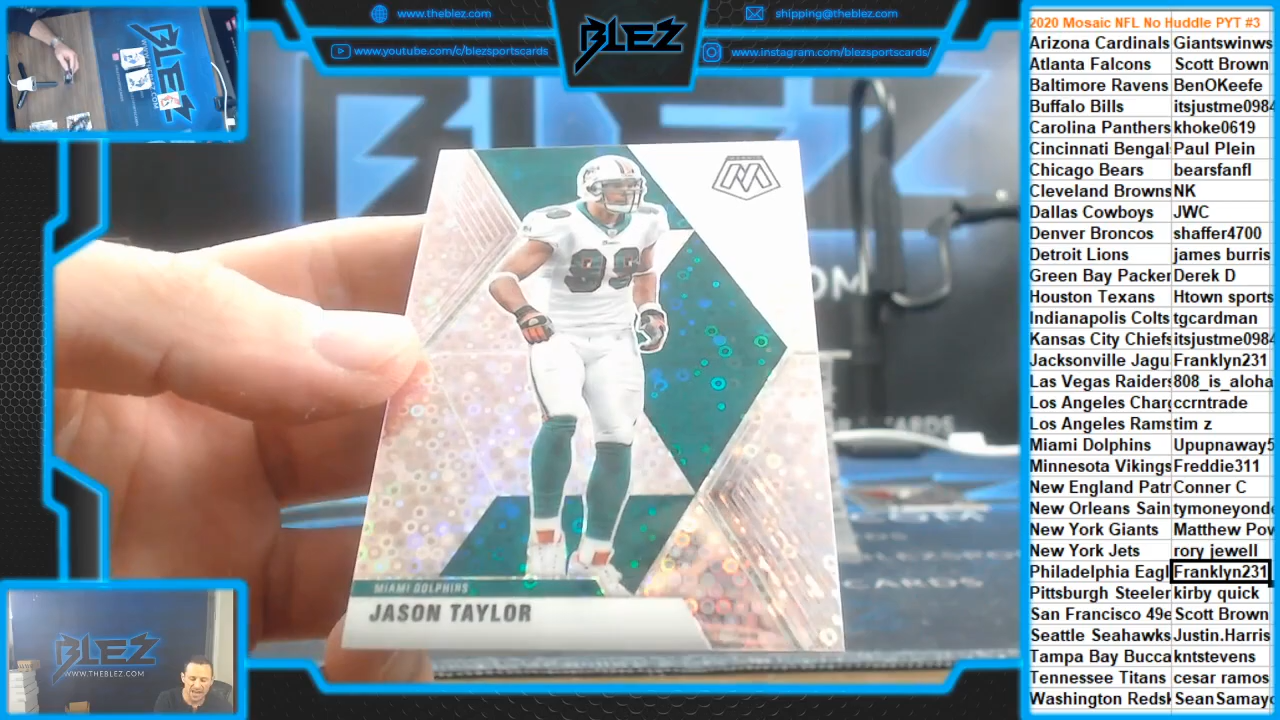 www.theblez.com
shipping@theblez.com
www.youtube.com/c/blezsportscards
BLEZ
www.instagram.com/blezsportscards/
BLEZ
WWW.THEBLEZ.COM
99
MIAMI DOLPHINS
JASON TAYLOR
BLEZ
WWW.THEBLEZ.COM
2020 Mosaic NFL No Huddle PYT #3
Arizona Cardinals Giantswinws
Atlanta Falcons Scott Brown
Baltimore Ravens BenOKeefe
Buffalo Bills itsjustme0984
Carolina Panthers khoke0619
Cincinnati Bengal Paul Plein
Chicago Bears bearsfanfl
Cleveland Browns NK
Dallas Cowboys JWC
Denver Broncos shaffer4700
Detroit Lions james burris
Green Bay Packer Derek D
Houston Texans Htown sports
Indianapolis Colts tgcardman
Kansas City Chiefs itsjustme0984
Jacksonville Jagu Franklyn231
Las Vegas Raiders 808_is_aloha
Los Angeles Charg ccrntrade
Los Angeles Rams tim z
Miami Dolphins Upupnaway5
Minnesota Vikings Freddie311
New England Patr Conner C
New Orleans Sain tymoneyond
New York Giants Matthew Pov
New York Jets rory jewell
Philadelphia Eagl Franklyn231
Pittsburgh Steeler kirby quick
San Francisco 49e Scott Brown
Seattle Seahawks Justin.Harris
Tampa Bay Bucca kntstevens
Tennessee Titans cesar ramos
Washington Redsk SeanSamayo